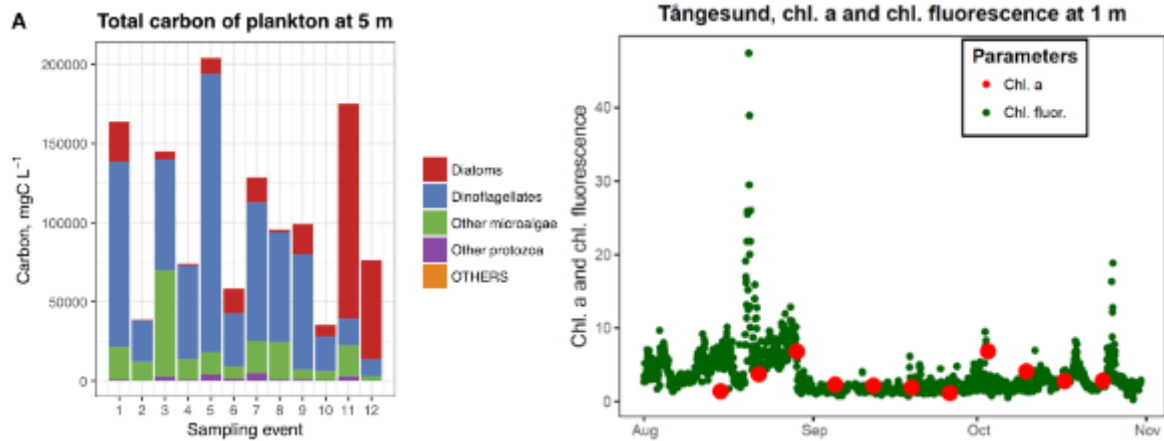 A Total carbon of plankton at 5 m
200000
150000
100000
50000
0
Carbon, mgC L⁻¹
1 2 3 4 5 6 7 8 9 10 11 12
Sampling event
Diatoms
Dinoflagellates
Other microalgae
Other protozoa
OTHERS
Tångesund, chl. a and chl. fluorescence at 1 m
Parameters
Chl. a
Chl. fluor.
40
30
20
10
0
Chl. a and chl. fluorescence
Aug Sep Oct Nov